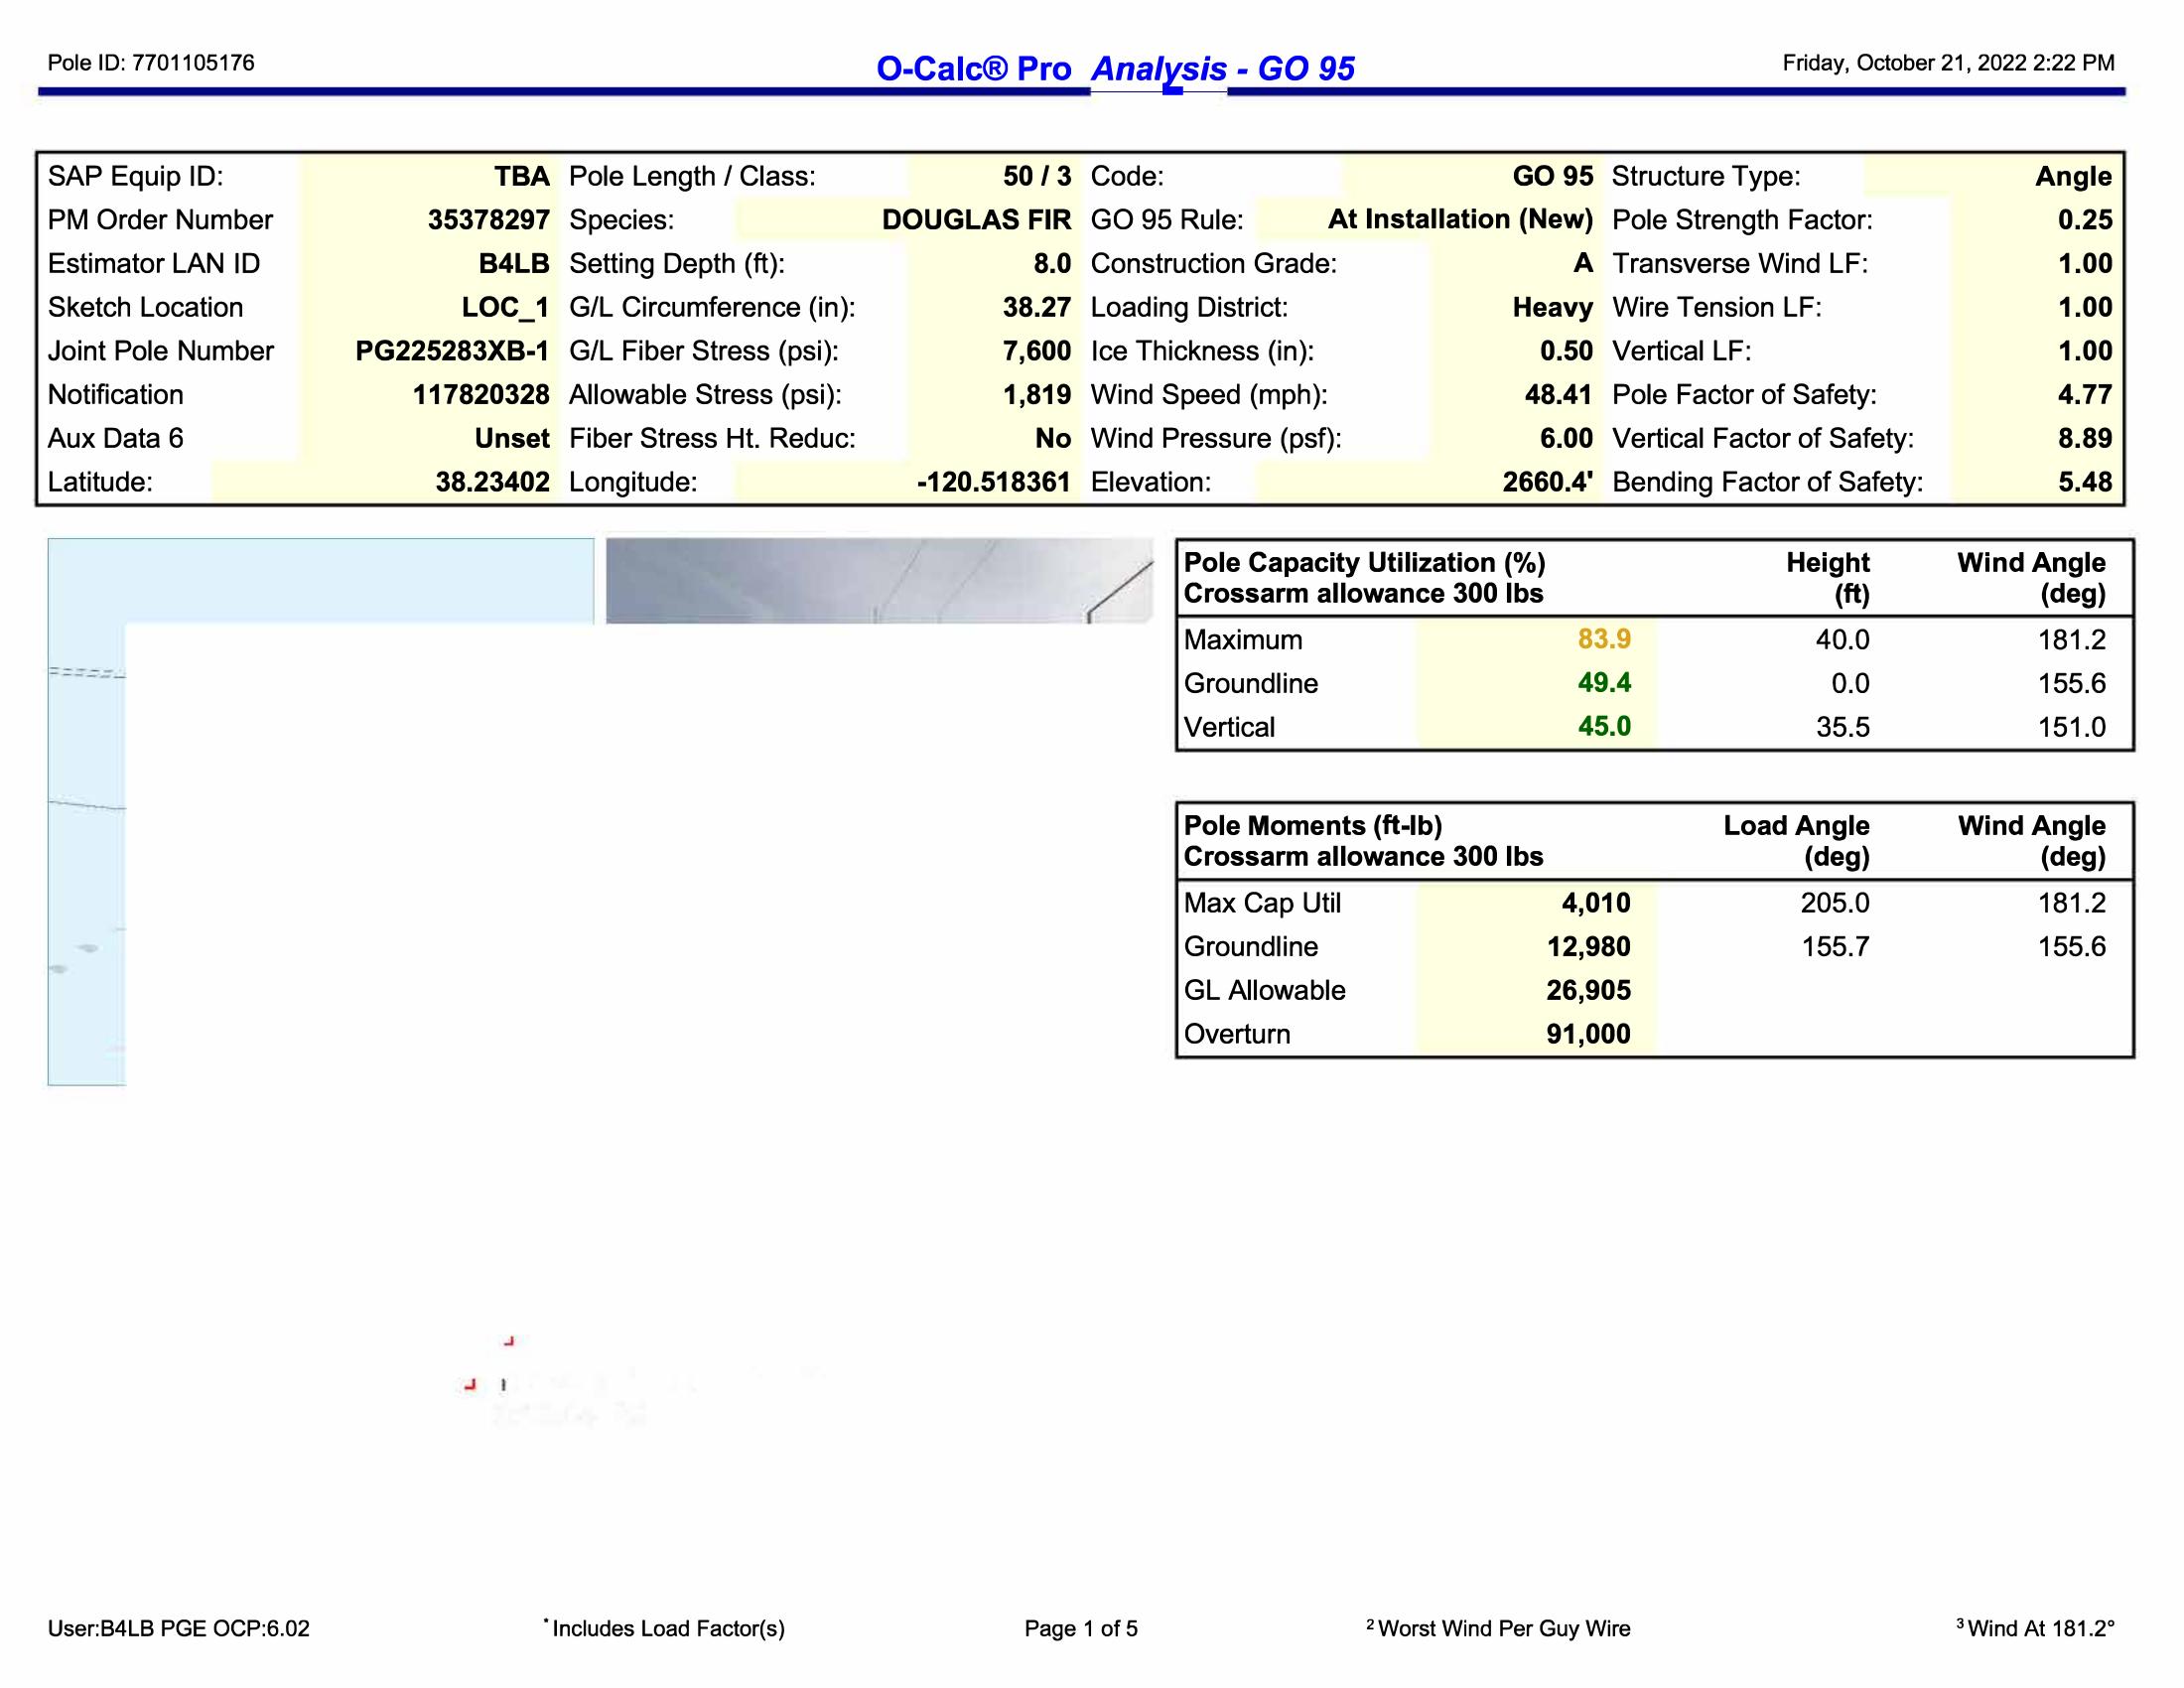 Pole ID: 7701105176 O-Calc® Pro Analysis - GO 95 Friday, October 21, 2022 2:22 PM
SAP Equip ID: TBA Pole Length / Class: 50 / 3 Code: GO 95 Structure Type: Angle
PM Order Number 35378297 Species: DOUGLAS FIR GO 95 Rule: At Installation (New) Pole Strength Factor: 0.25
Estimator LAN ID B4LB Setting Depth (ft): 8.0 Construction Grade: A Transverse Wind LF: 1.00
Sketch Location LOC_1 G/L Circumference (in): 38.27 Loading District: Heavy Wire Tension LF: 1.00
Joint Pole Number PG225283XB-1 G/L Fiber Stress (psi): 7,600 Ice Thickness (in): 0.50 Vertical LF: 1.00
Notification 117820328 Allowable Stress (psi): 1,819 Wind Speed (mph): 48.41 Pole Factor of Safety: 4.77
Aux Data 6 Unset Fiber Stress Ht. Reduc: No Wind Pressure (psf): 6.00 Vertical Factor of Safety: 8.89
Latitude: 38.23402 Longitude: -120.518361 Elevation: 2660.4' Bending Factor of Safety: 5.48
Pole Capacity Utilization (%) Height Wind Angle
Crossarm allowance 300 lbs (ft) (deg)
Maximum 83.9 40.0 181.2
Groundline 49.4 0.0 155.6
Vertical 45.0 35.5 151.0
Pole Moments (ft-lb) Load Angle Wind Angle
Crossarm allowance 300 lbs (deg) (deg)
Max Cap Util 4,010 205.0 181.2
Groundline 12,980 155.7 155.6
GL Allowable 26,905
Overturn 91,000
User:B4LB PGE OCP:6.02 * Includes Load Factor(s) Page 1 of 5 2 Worst Wind Per Guy Wire 3 Wind At 181.2°